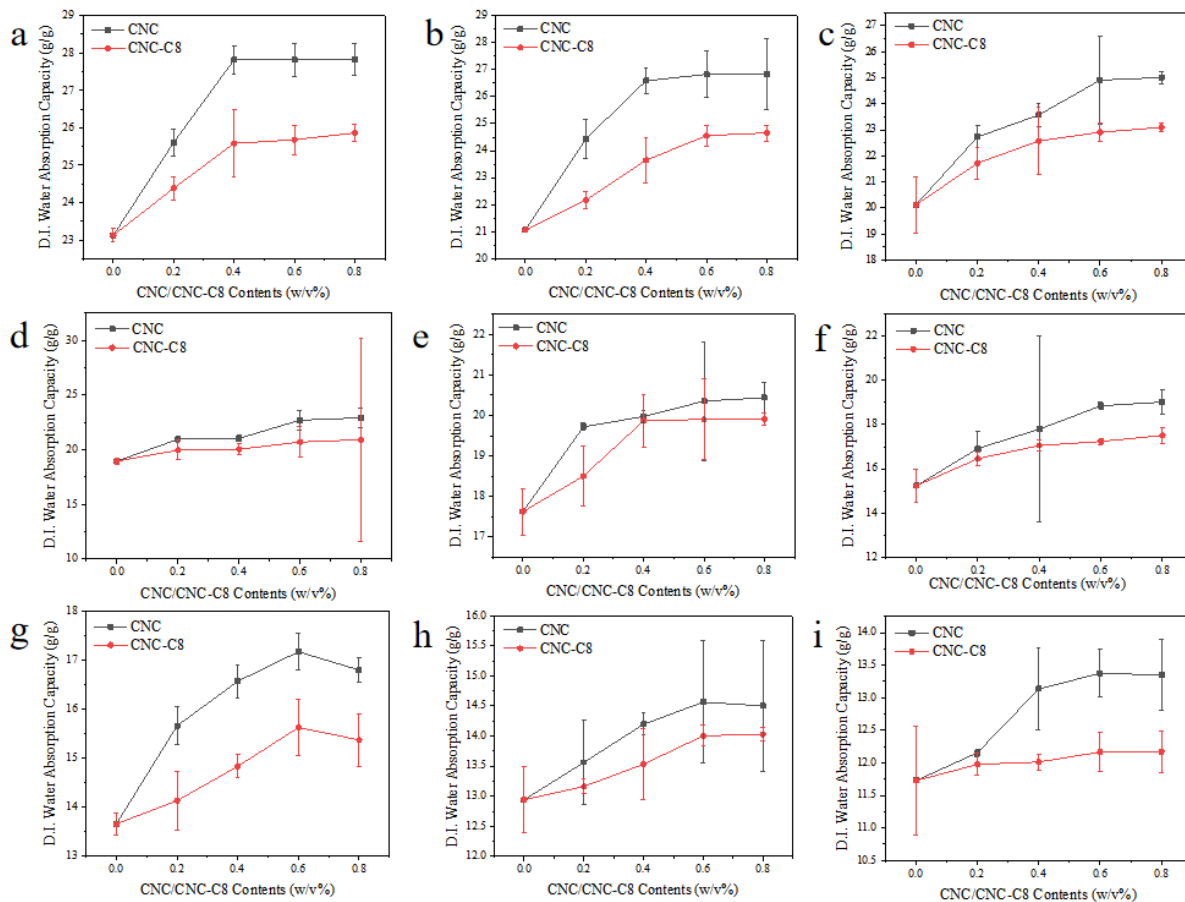 a
CNC
CNC-C8
D.I. Water Absorption Capacity (g/g)
29
28
27
26
25
24
23
0.0 0.2 0.4 0.6 0.8
CNC/CNC-C8 Contents (w/v%)
b
CNC
CNC-C8
D.I. Water Absorption Capacity (g/g)
29
28
27
26
25
24
23
22
21
20
0.0 0.2 0.4 0.6 0.8
CNC/CNC-C8 Contents (w/v%)
c
CNC
CNC-C8
D.I. Water Absorption Capacity (g/g)
25
24
23
22
21
20
19
18
0.0 0.2 0.4 0.6 0.8
CNC/CNC-C8 Contents (w/v%)
d
CNC
CNC-C8
D.I. Water Absorption Capacity (g/g)
30
25
20
15
10
0.0 0.2 0.4 0.6 0.8
CNC/CNC-C8 Contents (w/v%)
e
CNC
CNC-C8
D.I. Water Absorption Capacity (g/g)
22
21
20
19
18
17
0.0 0.2 0.4 0.6 0.8
CNC/CNC-C8 Contents (w/v%)
f
CNC
CNC-C8
D.I. Water Absorption Capacity (g/g)
22
20
18
16
14
12
0.0 0.2 0.4 0.6 0.8
CNC/CNC-C8 Contents (w/v%)
g
CNC
CNC-C8
D.I. Water Absorption Capacity (g/g)
18
17
16
15
14
13
0.0 0.2 0.4 0.6 0.8
CNC/CNC-C8 Contents (w/v%)
h
CNC
CNC-C8
D.I. Water Absorption Capacity (g/g)
16.0
15.5
15.0
14.5
14.0
13.5
13.0
12.5
12.0
0.0 0.2 0.4 0.6 0.8
CNC/CNC-C8 Contents (w/v%)
i
CNC
CNC-C8
D.I. Water Absorption Capacity (g/g)
14.0
13.5
13.0
12.5
12.0
11.5
11.0
10.5
0.0 0.2 0.4 0.6 0.8
CNC/CNC-C8 Contents (w/v%)